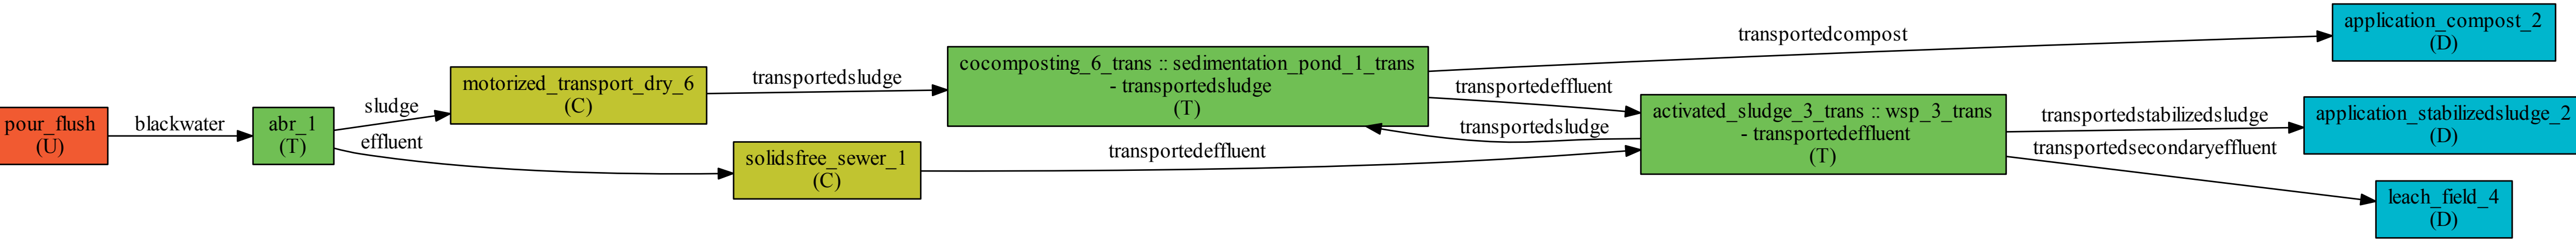 pour_flush
(U)
blackwater
abr_1
(T)
sludge
effluent
motorized_transport_dry_6
(C)
solidsfree_sewer_1
(C)
transportedsludge
transportedeffluent
cocomposting_6_trans :: sedimentation_pond_1_trans
- transportedsludge
(T)
transportedcompost
transportedeffluent
transportedsludge
activated_sludge_3_trans :: wsp_3_trans
- transportedeffluent
(T)
transportedstabilizedsludge
transportedsecondaryeffluent
application_compost_2
(D)
application_stabilizedsludge_2
(D)
leach_field_4
(D)